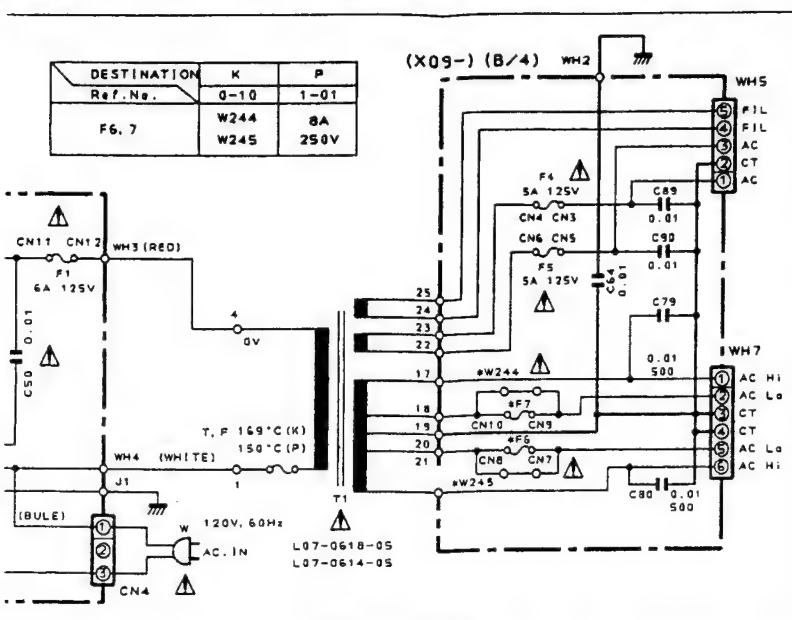 (X09-) (B/4) WH2
WH5
DESTINATION K P
Ref.No. 0-10 1-01
F6, 7 W244 8A
W245 250V
⑤ FIL
④ FIL
③ AC
② CT
① AC
F4
5A 125V
CN4 CN3
C89
0.01
CN6 CN5
F5
5A 125V
C90
0.01
C64
0.01
C79
0.01
500
CN11 CN12 WH3 (RED)
F1
6A 125V
C50 0.01
4
0V
25
24
23
22
17
18
19
20
21
*W244
*F7
CN10 CN9
*F6
CN8 CN7
*W245
WH7
① AC Hi
② AC Lo
③ CT
④ CT
⑤ AC Lo
⑥ AC Hi
C80 0.01
500
T, F 169°C(K)
150°C(P)
WH4 (WHITE)
1
J1
(BULE)
①
②
③
CN4
W
120V, 60Hz
AC. IN
T1
L07-0618-05
L07-0614-05